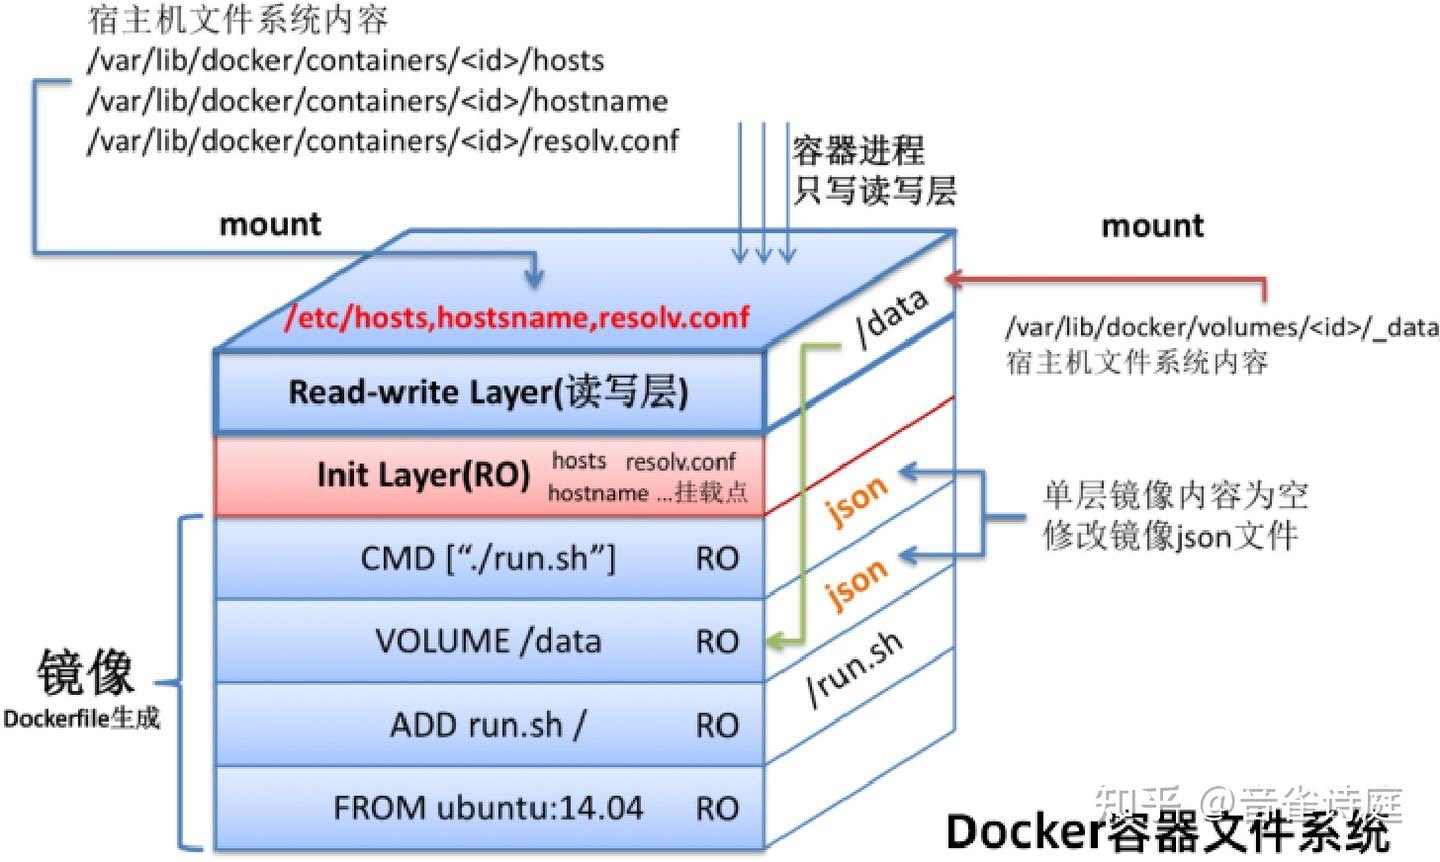 宿主机文件系统内容
/var/lib/docker/containers/<id>/hosts
/var/lib/docker/containers/<id>/hostname
/var/lib/docker/containers/<id>/resolv.conf
容器进程
只写读写层
mount
mount
/etc/hosts,hostsname,resolv.conf
/data
/var/lib/docker/volumes/<id>/_data
宿主机文件系统内容
Read-write Layer(读写层)
Init Layer(RO)
hosts resolv.conf
hostname ...挂载点
json
json
单层镜像内容为空
修改镜像json文件
CMD [“./run.sh”] RO
VOLUME /data RO
/run.sh
镜像
Dockerfile生成
ADD run.sh / RO
FROM ubuntu:14.04 RO
知乎 @言雀诗庭
Docker容器文件系统